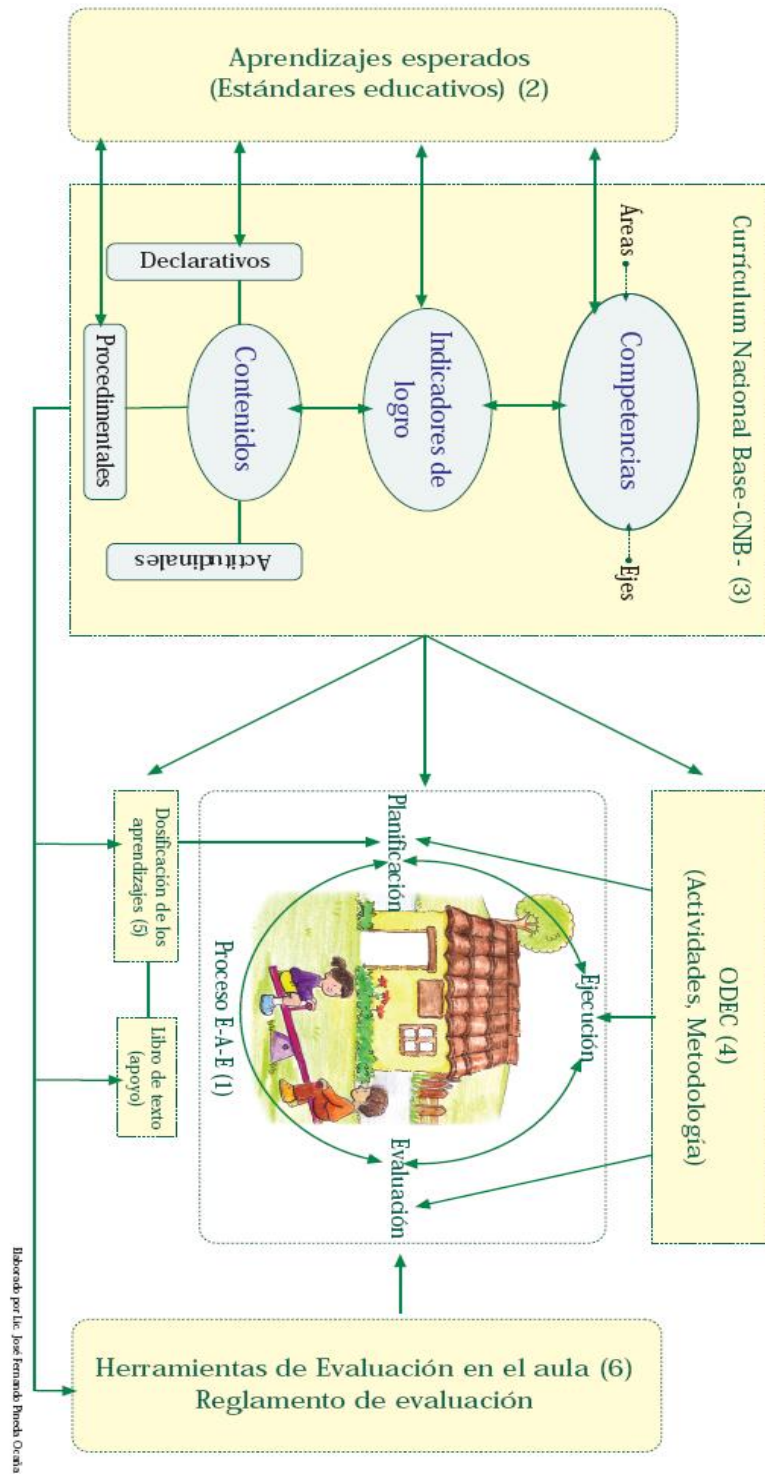 Aprendizajes esperados
(Estándares educativos) (2)
Currículum Nacional Base-CNB- (3)
Áreas
Competencias
Ejes
Indicadores de
logro
Declarativos
Contenidos
Procedimentales
Actitudinales
ODEC (4)
(Actividades, Metodología)
Planificación
Ejecución
Evaluación
Proceso E-A-E (1)
Dosificación de los
aprendizajes (5)
Libro de texto
(apoyo)
Herramientas de Evaluación en el aula (6)
Reglamento de evaluación
Elaborado por Lic. José Fernando Pineda Ocaña